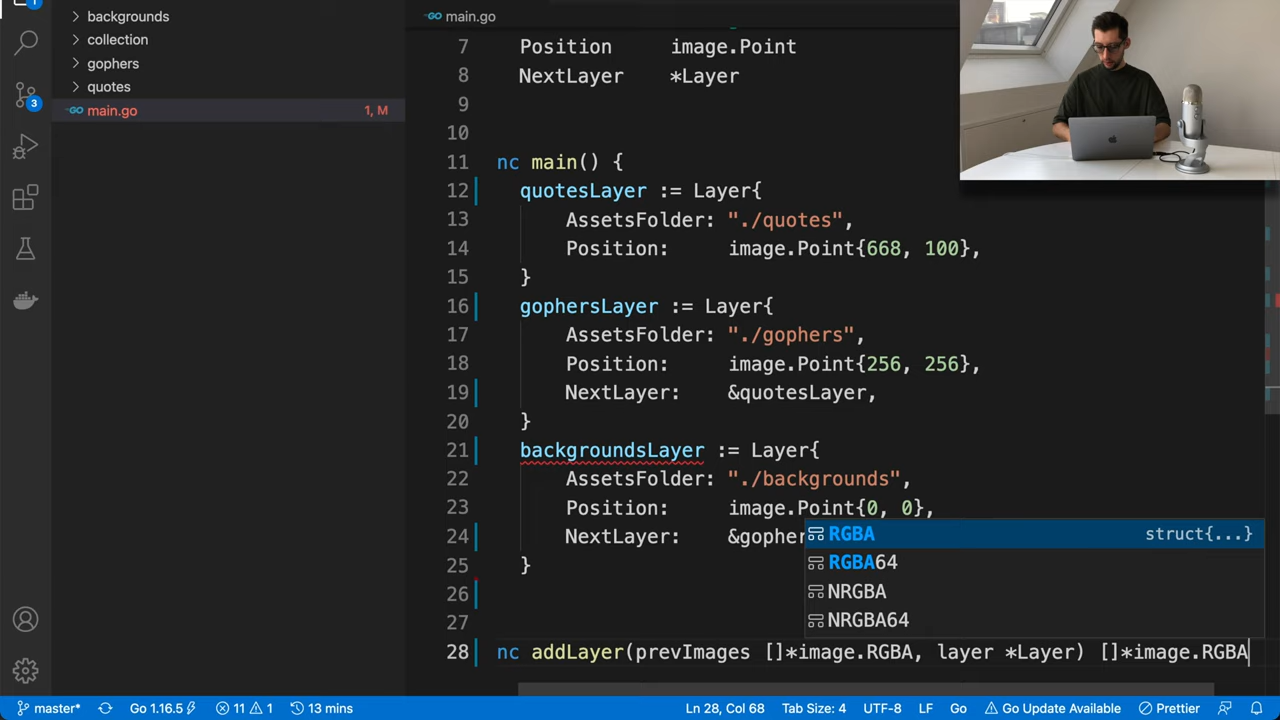 1
backgrounds
collection
gophers
quotes
main.go 1, M
3
main.go
7 Position image.Point
8 NextLayer *Layer
9
10
11 nc main() {
12 quotesLayer := Layer{
13 AssetsFolder: "./quotes",
14 Position: image.Point{668, 100},
15 }
16 gophersLayer := Layer{
17 AssetsFolder: "./gophers",
18 Position: image.Point{256, 256},
19 NextLayer: &quotesLayer,
20 }
21 backgroundsLayer := Layer{
22 AssetsFolder: "./backgrounds",
23 Position: image.Point{0, 0},
24 NextLayer: &gopher
25 }
26
27
28 nc addLayer(prevImages []*image.RGBA, layer *Layer) []*image.RGBA
RGBA struct{...}
RGBA64
NRGBA
NRGBA64
master* Go 1.16.5 11 1 13 mins Ln 28, Col 68 Tab Size: 4 UTF-8 LF Go Go Update Available Prettier